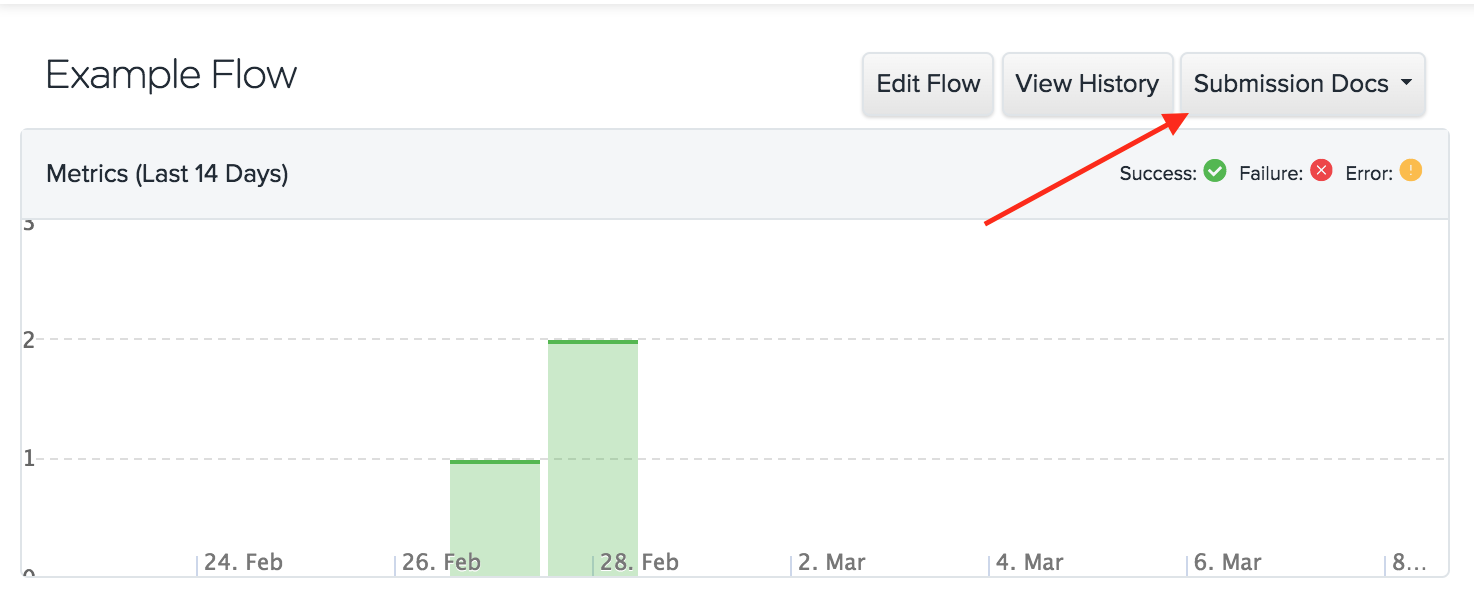 Example Flow
Edit Flow
View History
Submission Docs
Metrics (Last 14 Days)
Success: Failure: Error:
3
2
1
0
24. Feb 26. Feb 28. Feb 2. Mar 4. Mar 6. Mar 8...